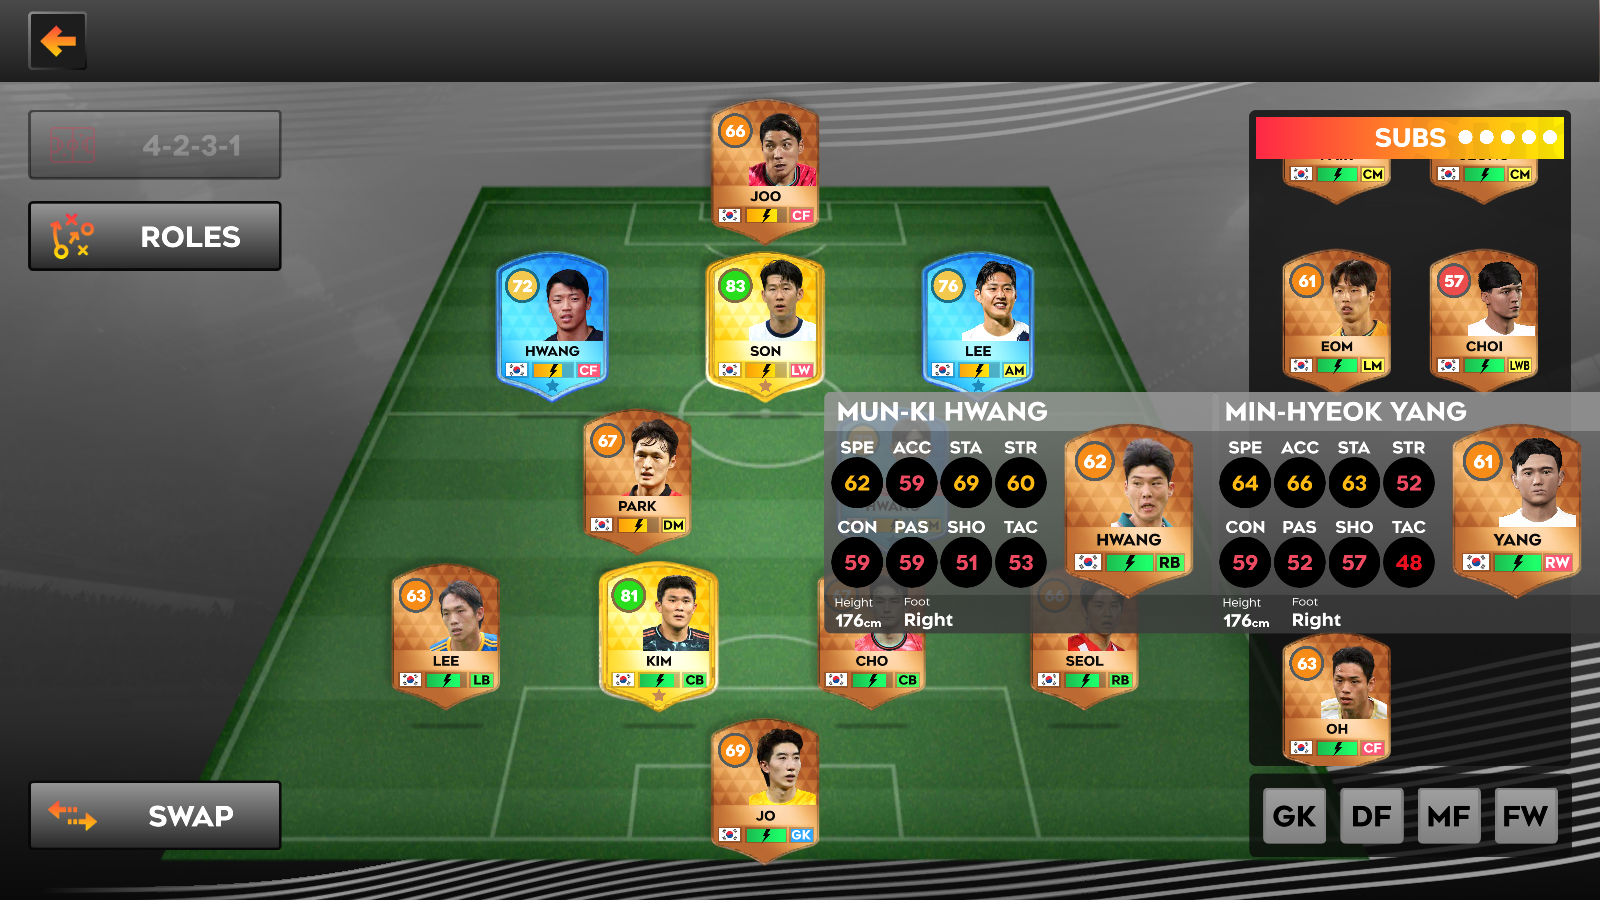 4-2-3-1
ROLES
SWAP
66
JOO
CF
72
HWANG
CF
83
SON
LW
76
LEE
AM
67
PARK
DM
63
LEE
LB
81
KIM
CB
CHO
CB
66
SEOL
RB
69
JO
GK
SUBS
CM
CM
61
EOM
LM
57
CHOI
LWB
MUN-KI HWANG
SPE ACC STA STR
62 59 69 60
CON PAS SHO TAC
59 59 51 53
Height Foot
176cm Right
62
HWANG
RB
MIN-HYEOK YANG
SPE ACC STA STR
64 66 63 52
CON PAS SHO TAC
59 52 57 48
Height Foot
176cm Right
61
YANG
RW
HWANG
63
OH
CF
GK DF MF FW